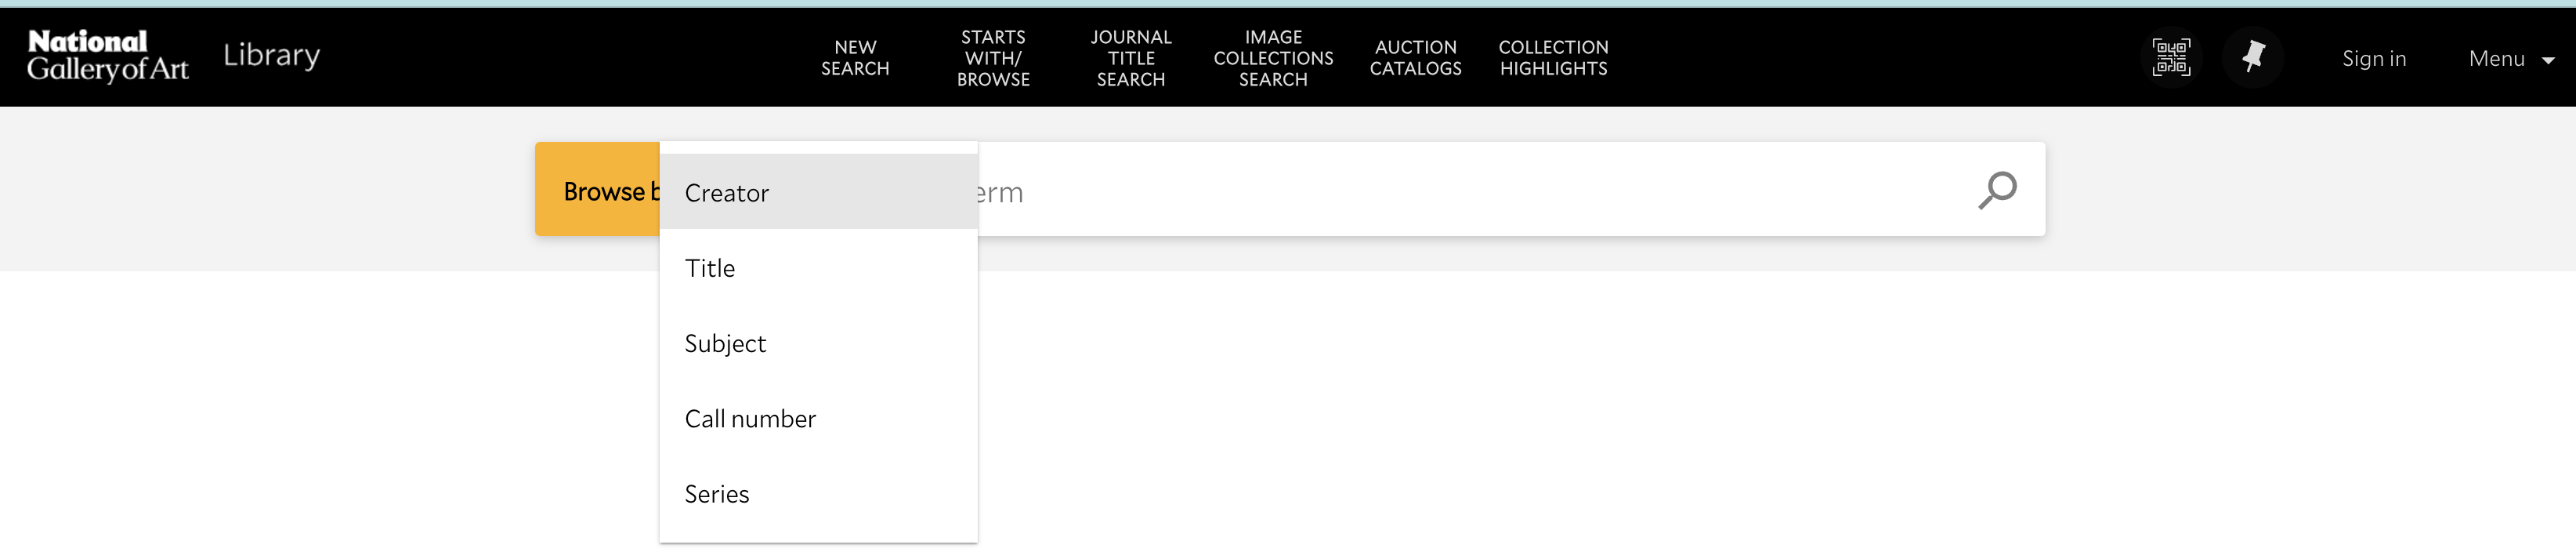 National
Gallery of Art
Library
NEW
SEARCH
STARTS
WITH/
BROWSE
JOURNAL
TITLE
SEARCH
IMAGE
COLLECTIONS
SEARCH
AUCTION
CATALOGS
COLLECTION
HIGHLIGHTS
Sign in
Menu
Browse
Creator
Title
Subject
Call number
Series